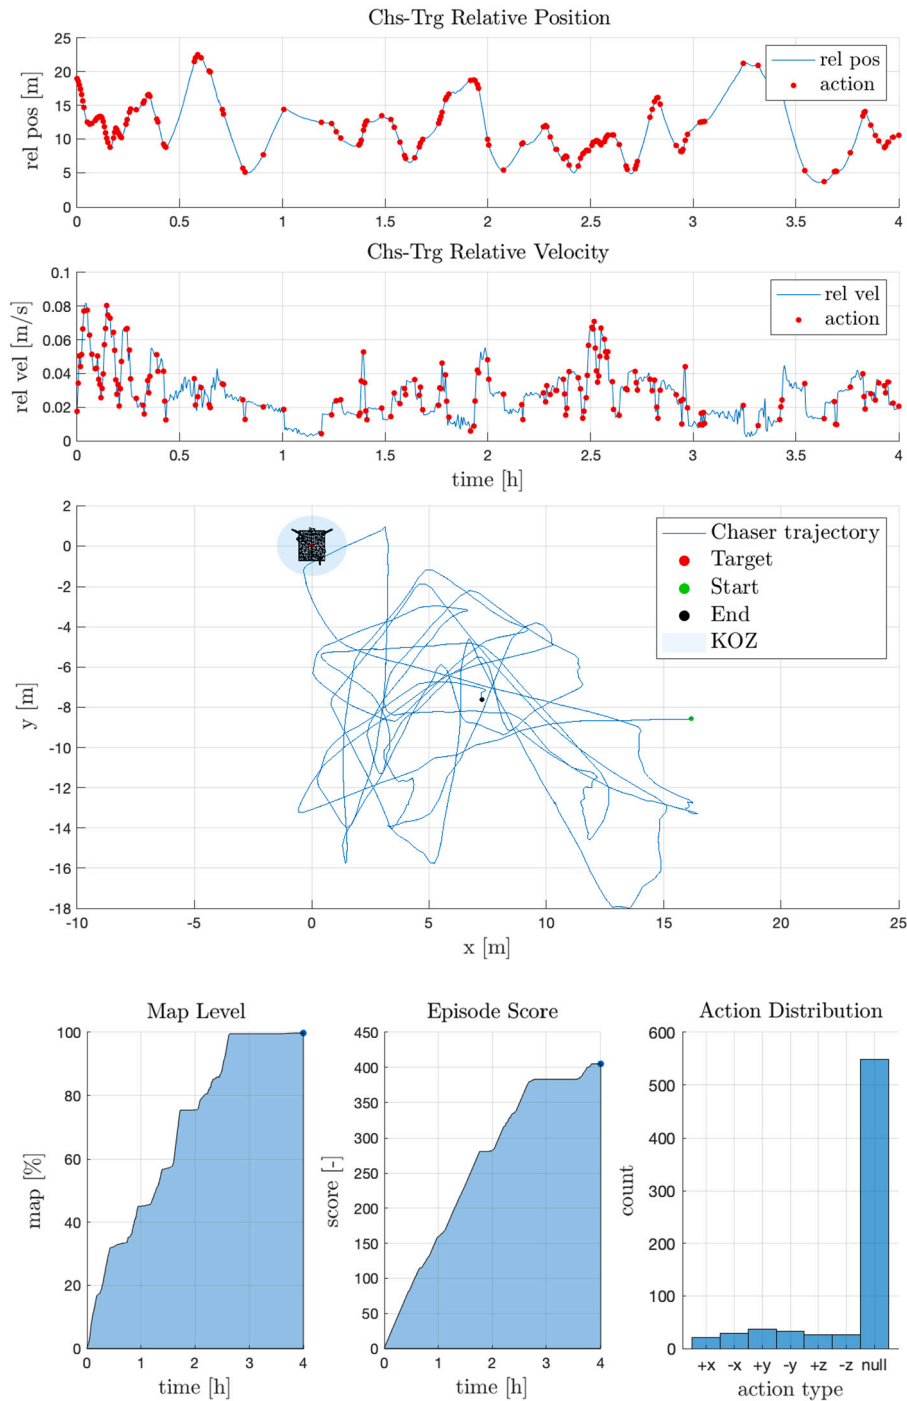 Chs-Trg Relative Position
rel pos [m]
25
20
15
10
5
0
0 0.5 1 1.5 2 2.5 3 3.5 4
rel pos
action
Chs-Trg Relative Velocity
rel vel [m/s]
0.1
0.08
0.06
0.04
0.02
0
0 0.5 1 1.5 2 2.5 3 3.5 4
rel vel
action
time [h]
y [m]
2
0
-2
-4
-6
-8
-10
-12
-14
-16
-18
-10 -5 0 5 10 15 20 25
x [m]
Chaser trajectory
Target
Start
End
KOZ
Map Level
map [%]
100
80
60
40
20
0
0 1 2 3 4
time [h]
Episode Score
score [-]
450
400
350
300
250
200
150
100
50
0
0 1 2 3 4
time [h]
Action Distribution
count
600
500
400
300
200
100
0
+x -x +y -y +z -z null
action type